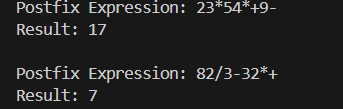 Postfix Expression: 23*54*+9-
Result: 17
Postfix Expression: 82/3-32*+
Result: 7